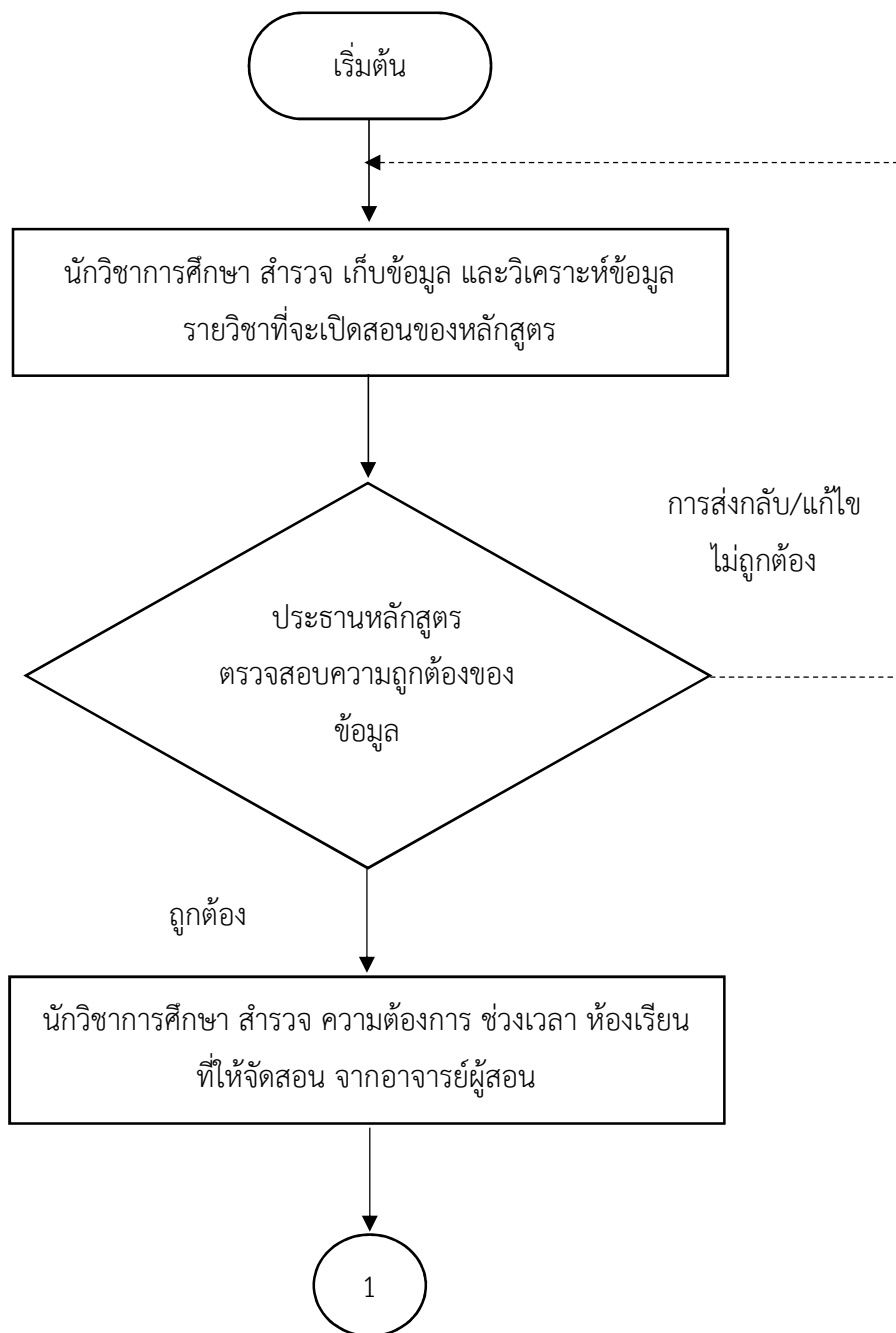 เริ่มต้น
นักวิชาการศึกษา สำรวจ เก็บข้อมูล และวิเคราะห์ข้อมูล
รายวิชาที่จะเปิดสอนของหลักสูตร
การส่งกลับ/แก้ไข
ไม่ถูกต้อง
ประธานหลักสูตร
ตรวจสอบความถูกต้องของ
ข้อมูล
ถูกต้อง
นักวิชาการศึกษา สำรวจ ความต้องการ ช่วงเวลา ห้องเรียน
ที่ให้จัดสอน จากอาจารย์ผู้สอน
1